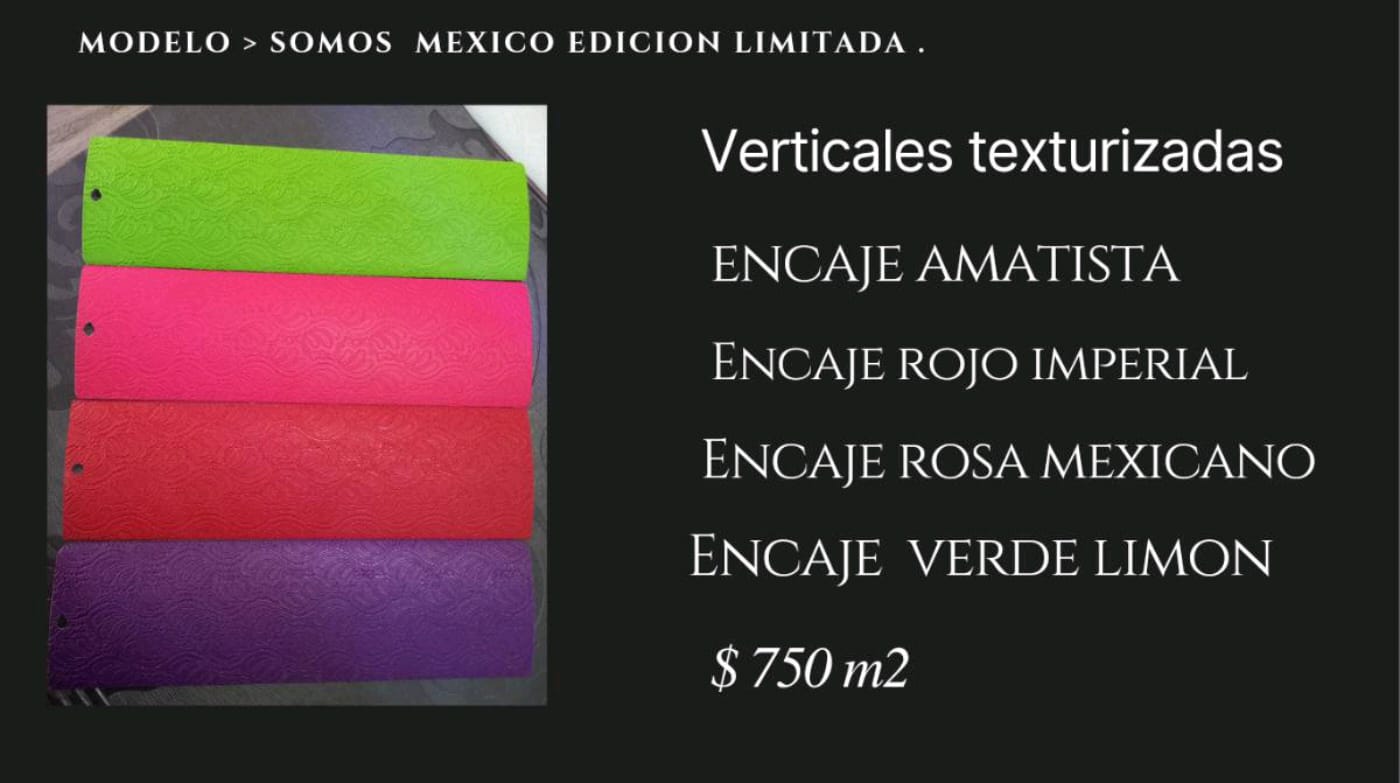 MODELO > SOMOS MEXICO EDICION LIMITADA .
Verticales texturizadas
ENCAJE AMATISTA
ENCAJE ROJO IMPERIAL
ENCAJE ROSA MEXICANO
ENCAJE VERDE LIMON
$ 750 m2